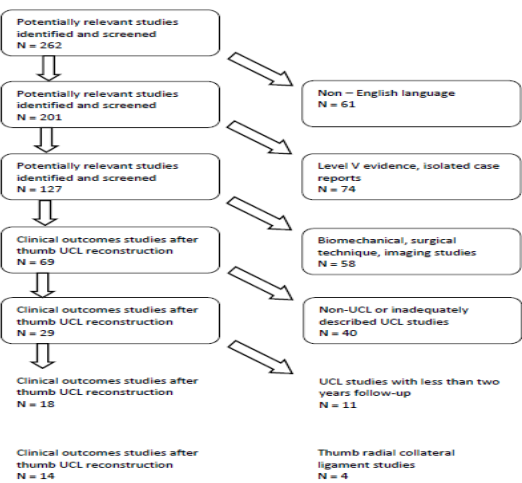 Potentially relevant studies
identified and screened
N = 262
Potentially relevant studies
identified and screened
N = 201
Non – English language
N = 61
Potentially relevant studies
identified and screened
N = 127
Level V evidence, isolated case
reports
N = 74
Clinical outcomes studies after
thumb UCL reconstruction
N = 69
Biomechanical, surgical
technique, imaging studies
N = 58
Clinical outcomes studies after
thumb UCL reconstruction
N = 29
Non-UCL or inadequately
described UCL studies
N = 40
Clinical outcomes studies after
thumb UCL reconstruction
N = 18
UCL studies with less than two
years follow-up
N = 11
Clinical outcomes studies after
thumb UCL reconstruction
N = 14
Thumb radial collateral
ligament studies
N = 4